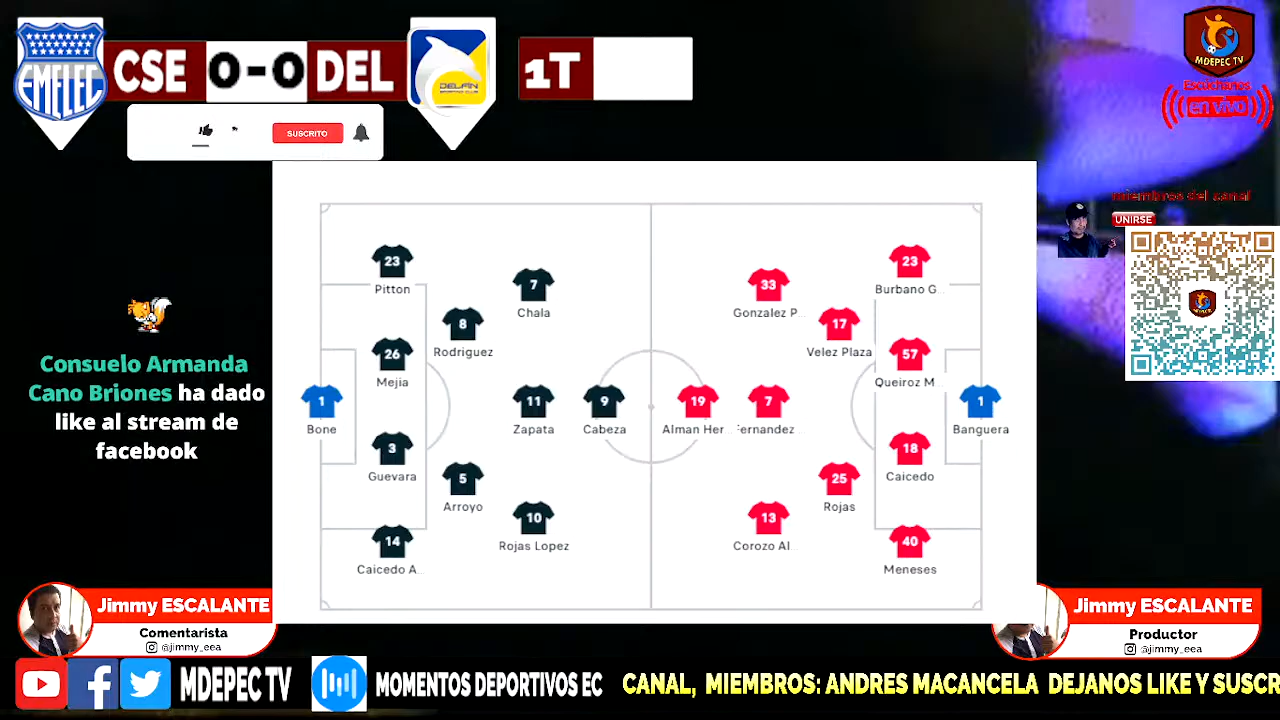 EMELEC
CSE 0-0 DEL
DELFIN
SPORTING CLUB
1T
MDEPEC TV
Escúchanos
en vivo
SUSCRITO
miembros del canal
UNIRSE
Consuelo Armanda
Cano Briones ha dado
like al stream de
facebook
23
Pitton
7
Chala
8
Rodriguez
26
Mejia
1
Bone
11
Zapata
9
Cabeza
3
Guevara
5
Arroyo
10
Rojas Lopez
14
Caicedo A..
33
Gonzalez P...
23
Burbano G..
17
Velez Plaza
57
Queiroz M..
19
Alman Her..
7
Fernandez ..
1
Banguera
18
Caicedo
25
Rojas
13
Corozo Al..
40
Meneses
Jimmy ESCALANTE
Comentarista
@jimmy_eea
Jimmy ESCALANTE
Productor
@jimmy_eea
MDEPEC TV
MOMENTOS DEPORTIVOS EC
CANAL, MIEMBROS: ANDRES MACANCELA DEJANOS LIKE Y SUSCR